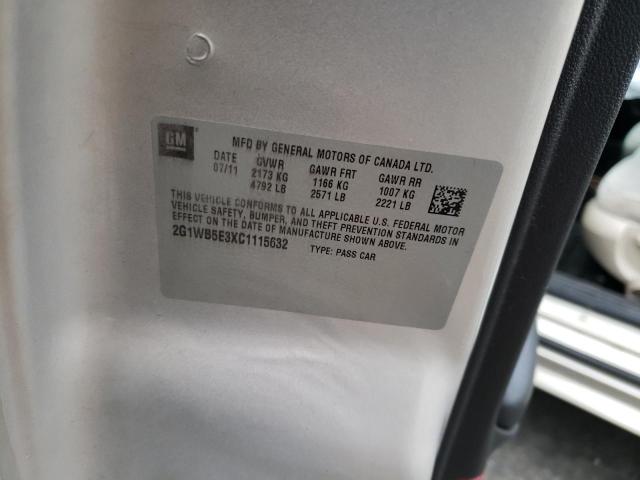 GM
MFD BY GENERAL MOTORS OF CANADA LTD.
DATE GVWR GAWR FRT GAWR RR
07/11 2173 KG 1166 KG 1007 KG
4792 LB 2571 LB 2221 LB
THIS VEHICLE CONFORMS TO ALL APPLICABLE U.S. FEDERAL MOTOR
VEHICLE SAFETY, BUMPER, AND THEFT PREVENTION STANDARDS IN
EFFECT ON THE DATE OF MANUFACTURE SHOWN ABOVE.
2G1WB5E3XC1115632 TYPE: PASS CAR